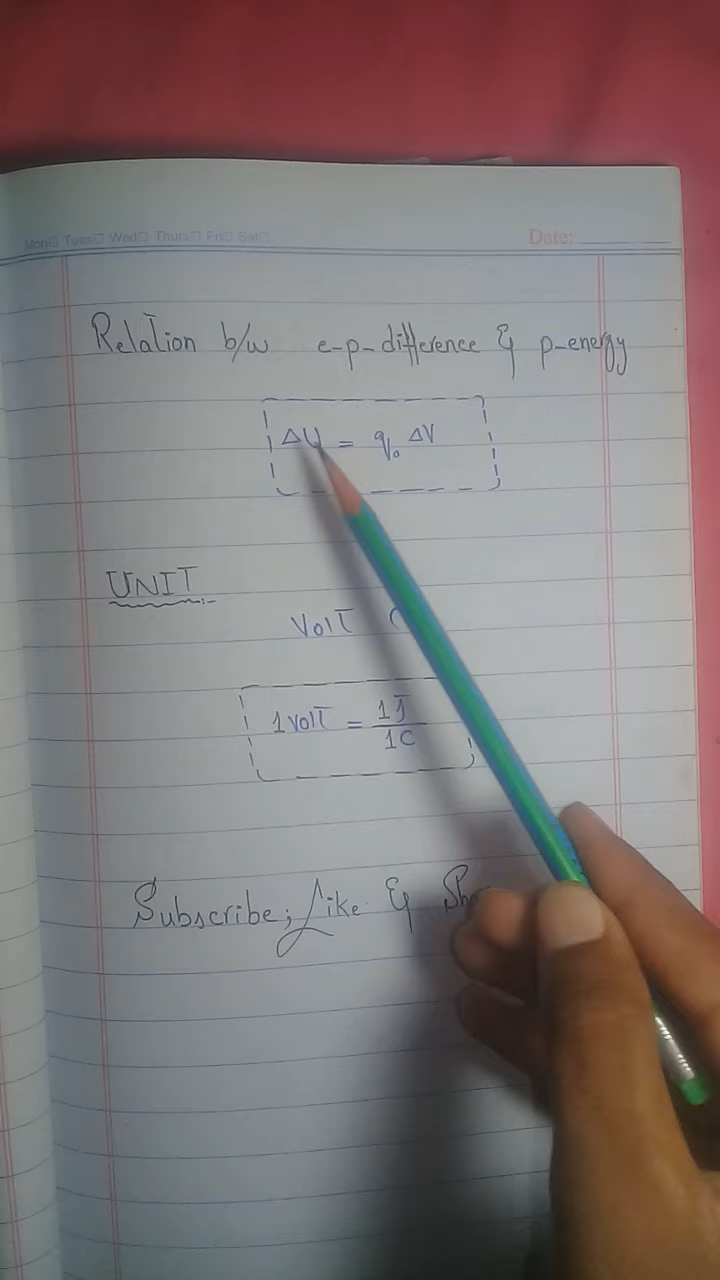 Mon Tues Wed Thurs Fri Sat
Date:
Relation b/w e-p-difference & p-energy
ΔU = q₀ ΔV
UNIT
Volt (
1 Volt = 1J/1C
Subscribe; Like &